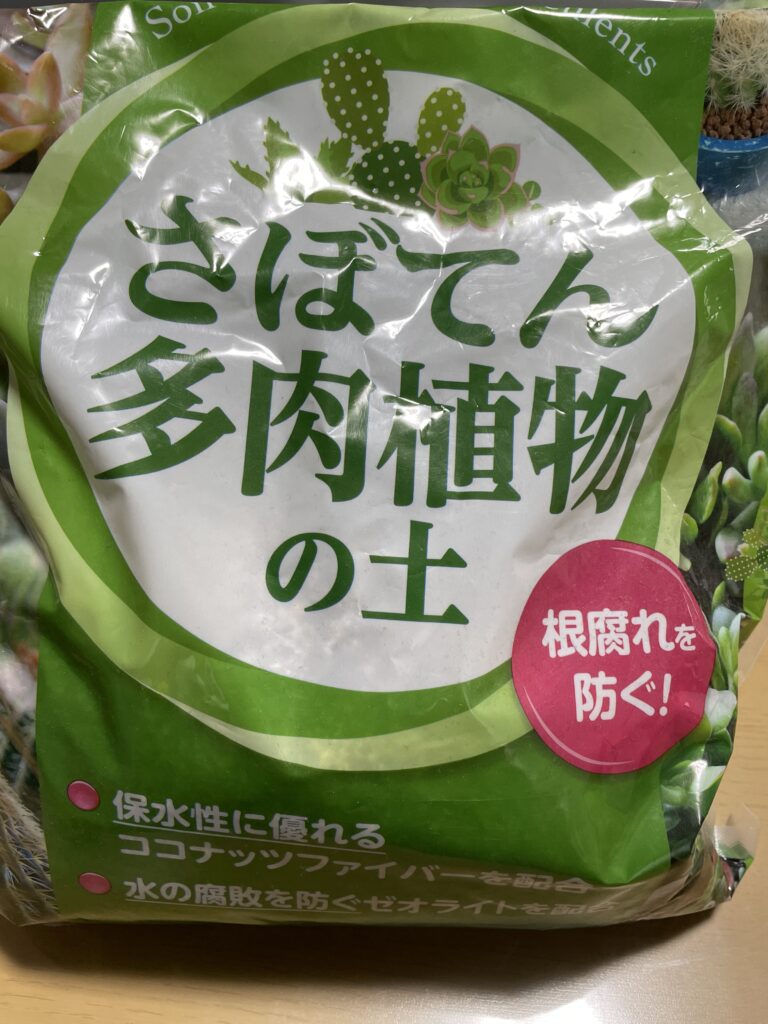 さぼてん
多肉植物
の土
根腐れを
防ぐ!
保水性に優れる
ココナッツファイバーを配合
水の腐敗を防ぐゼオライトを配合